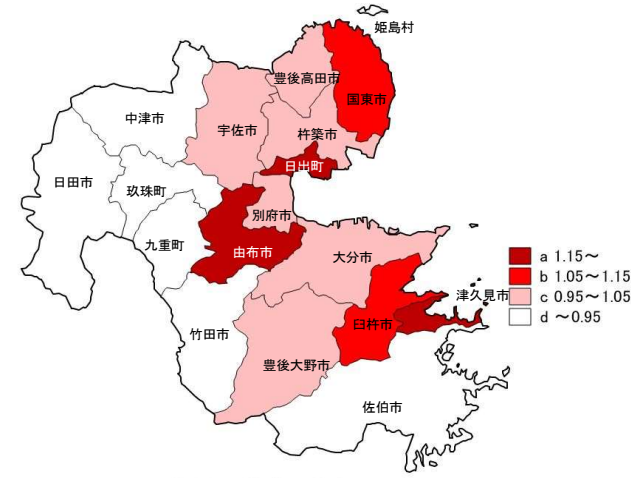 姫島村
豊後高田市
国東市
中津市
宇佐市
杵築市
日出町
日田市
玖珠町
別府市
九重町
由布市
大分市
津久見市
臼杵市
竹田市
豊後大野市
佐伯市
a 1.15～
b 1.05～1.15
c 0.95～1.05
d ～0.95